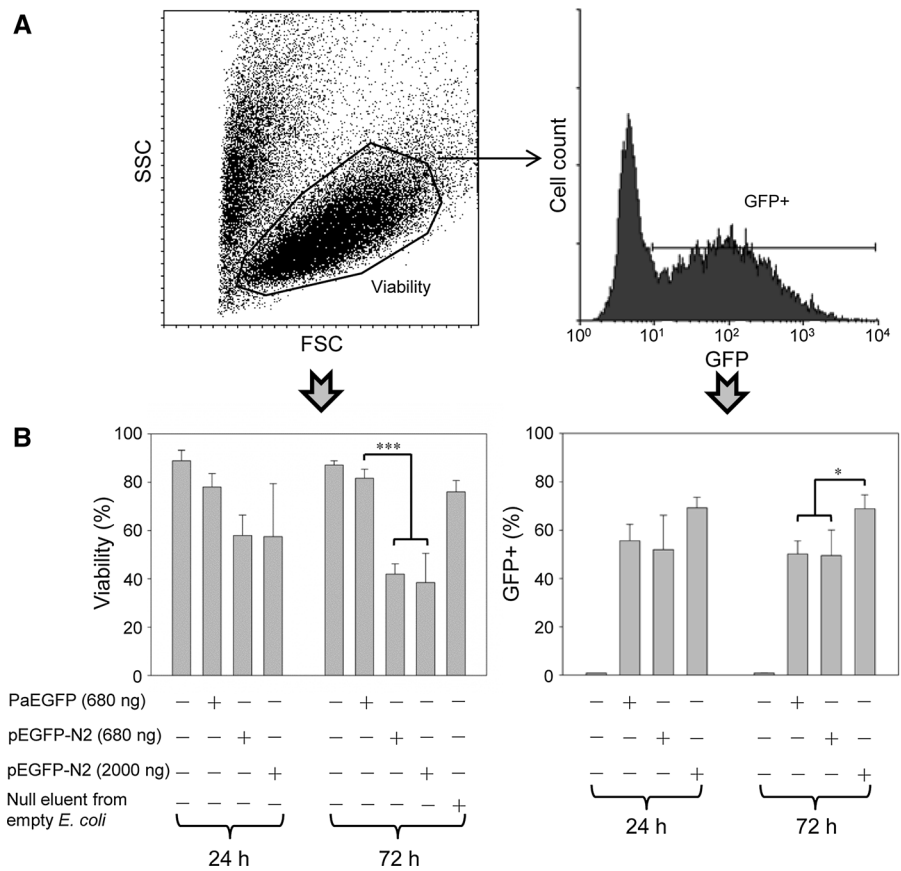 A
SSC
FSC
Viability
Cell count
GFP+
10⁰ 10¹ 10² 10³ 10⁴
GFP
B
Viability (%)
100
80
60
40
20
0
***
GFP+ (%)
100
80
60
40
20
0
*
PaEGFP (680 ng) − + − − − + − − − − + − − − + − −
pEGFP-N2 (680 ng) − − + − − − + − − − − + − − − + −
pEGFP-N2 (2000 ng) − − − + − − − + − − − − + − − − +
Null eluent from
empty E. coli − − − − − − − − +
24 h 72 h 24 h 72 h